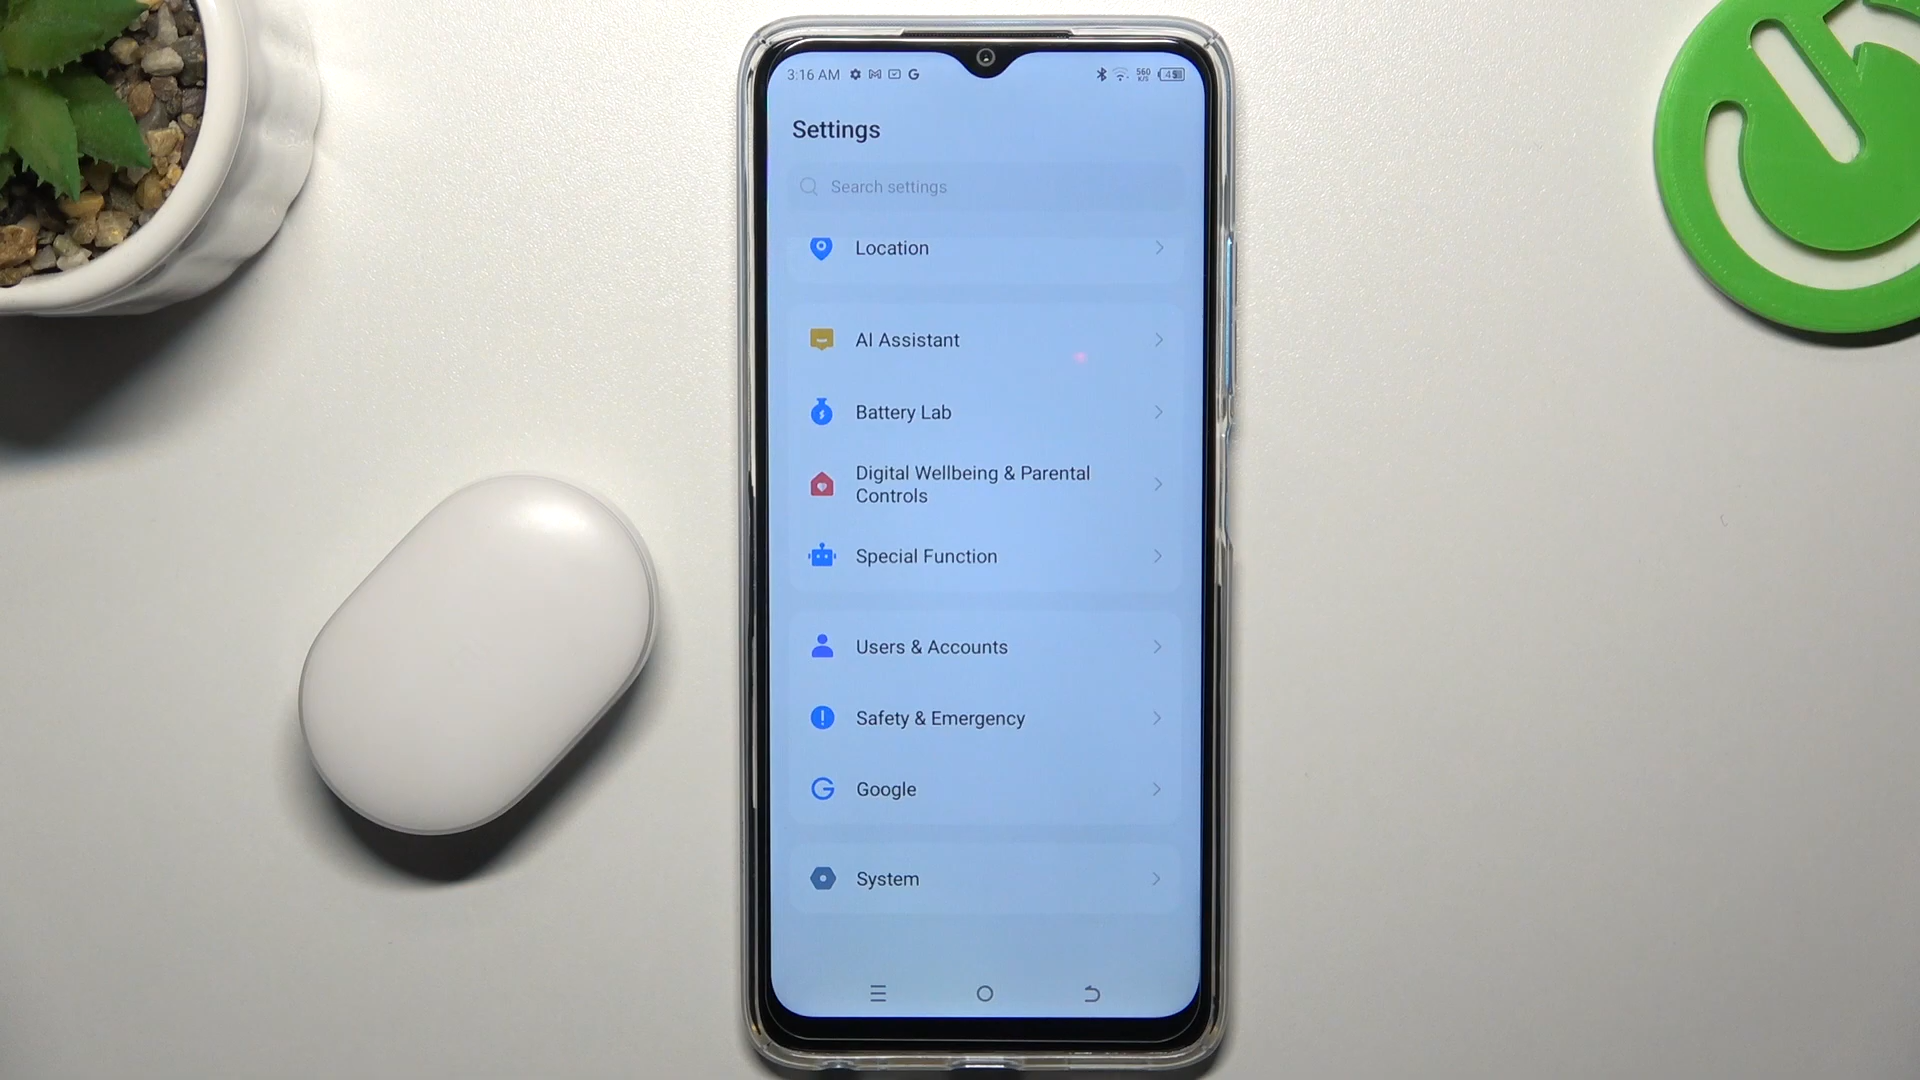 3:16 AM
560
K/S
Settings
Search settings
Location
AI Assistant
Battery Lab
Digital Wellbeing & Parental
Controls
Special Function
Users & Accounts
Safety & Emergency
Google
System